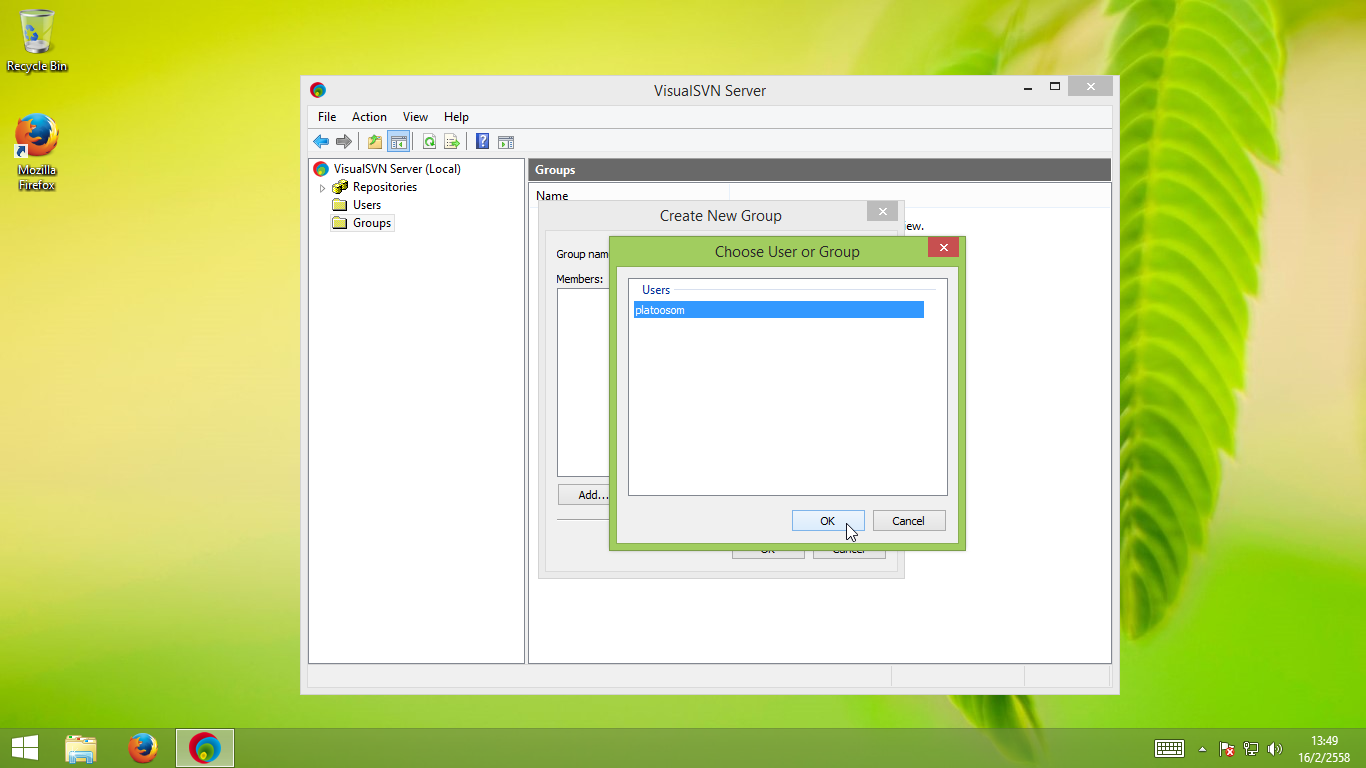 Recycle Bin
Mozilla
Firefox
VisualSVN Server
File Action View Help
VisualSVN Server (Local)
Repositories
Users
Groups
Groups
Name
ew.
Create New Group
Group nam
Members:
Add...
OK Cancel
Choose User or Group
Users
platoosom
OK Cancel
13:49
16/2/2558